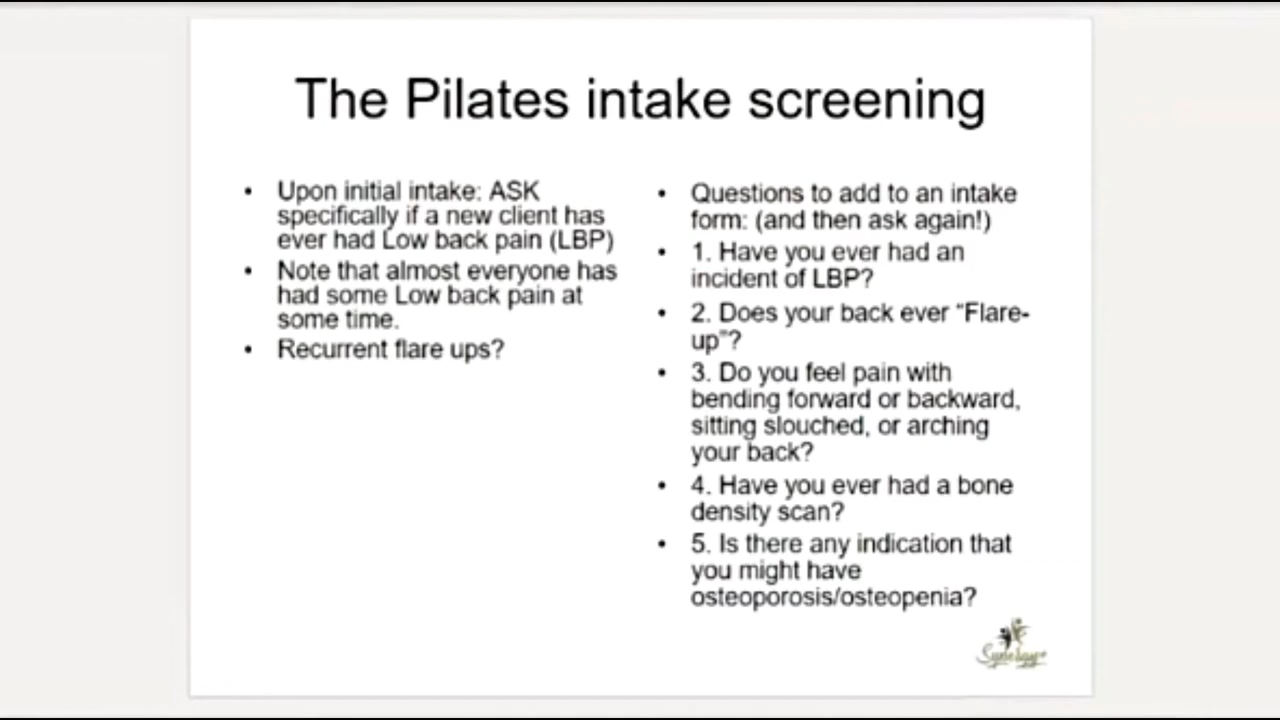 The Pilates intake screening
• Upon initial intake: ASK
specifically if a new client has
ever had Low back pain (LBP)
• Note that almost everyone has
had some Low back pain at
some time.
• Recurrent flare ups?
• Questions to add to an intake
form: (and then ask again!)
• 1. Have you ever had an
incident of LBP?
• 2. Does your back ever “Flare-
up”?
• 3. Do you feel pain with
bending forward or backward,
sitting slouched, or arching
your back?
• 4. Have you ever had a bone
density scan?
• 5. Is there any indication that
you might have
osteoporosis/osteopenia?